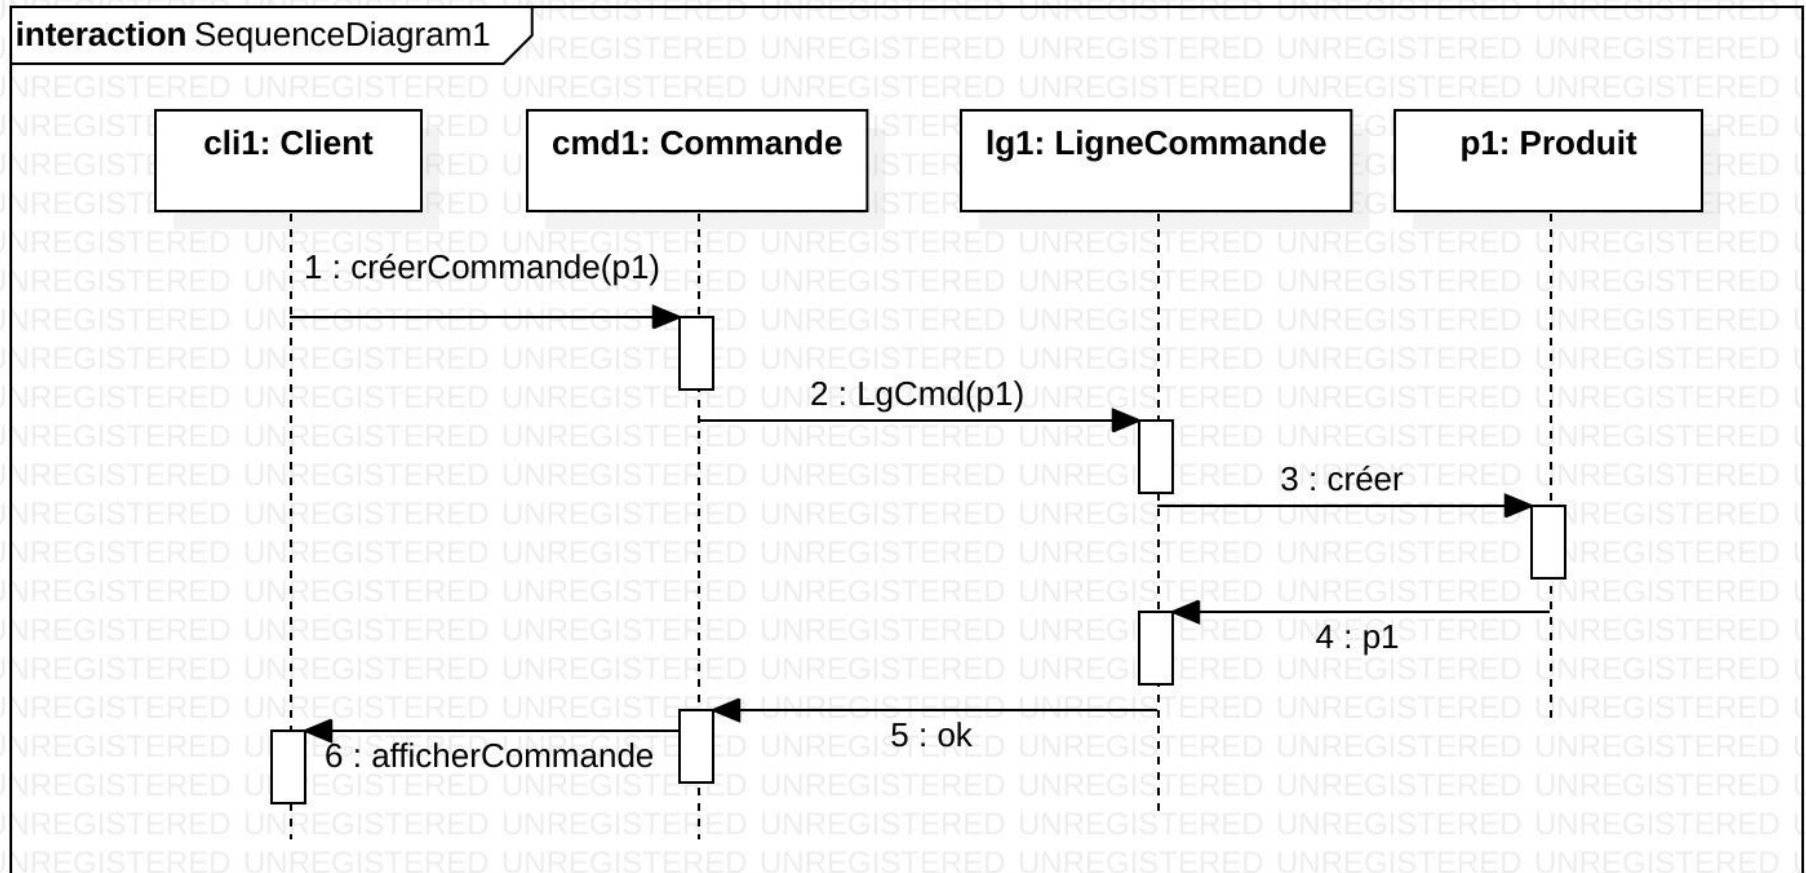 interaction SequenceDiagram1
cli1: Client
cmd1: Commande
lg1: LigneCommande
p1: Produit
1 : créerCommande(p1)
2 : LgCmd(p1)
3 : créer
4 : p1
5 : ok
6 : afficherCommande
UNREGISTERED